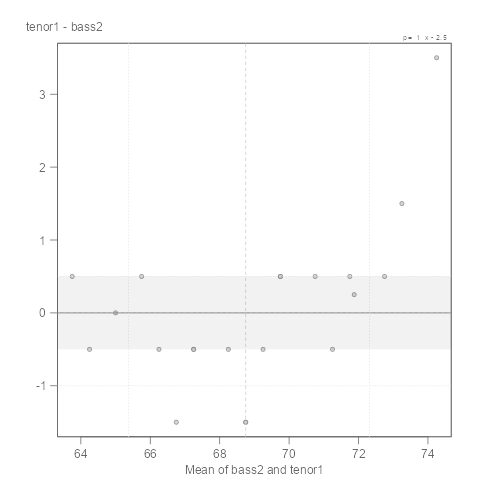 tenor1 - bass2
p= 1 x - 2.5
3
2
1
0
-1
64 66 68 70 72 74
Mean of bass2 and tenor1